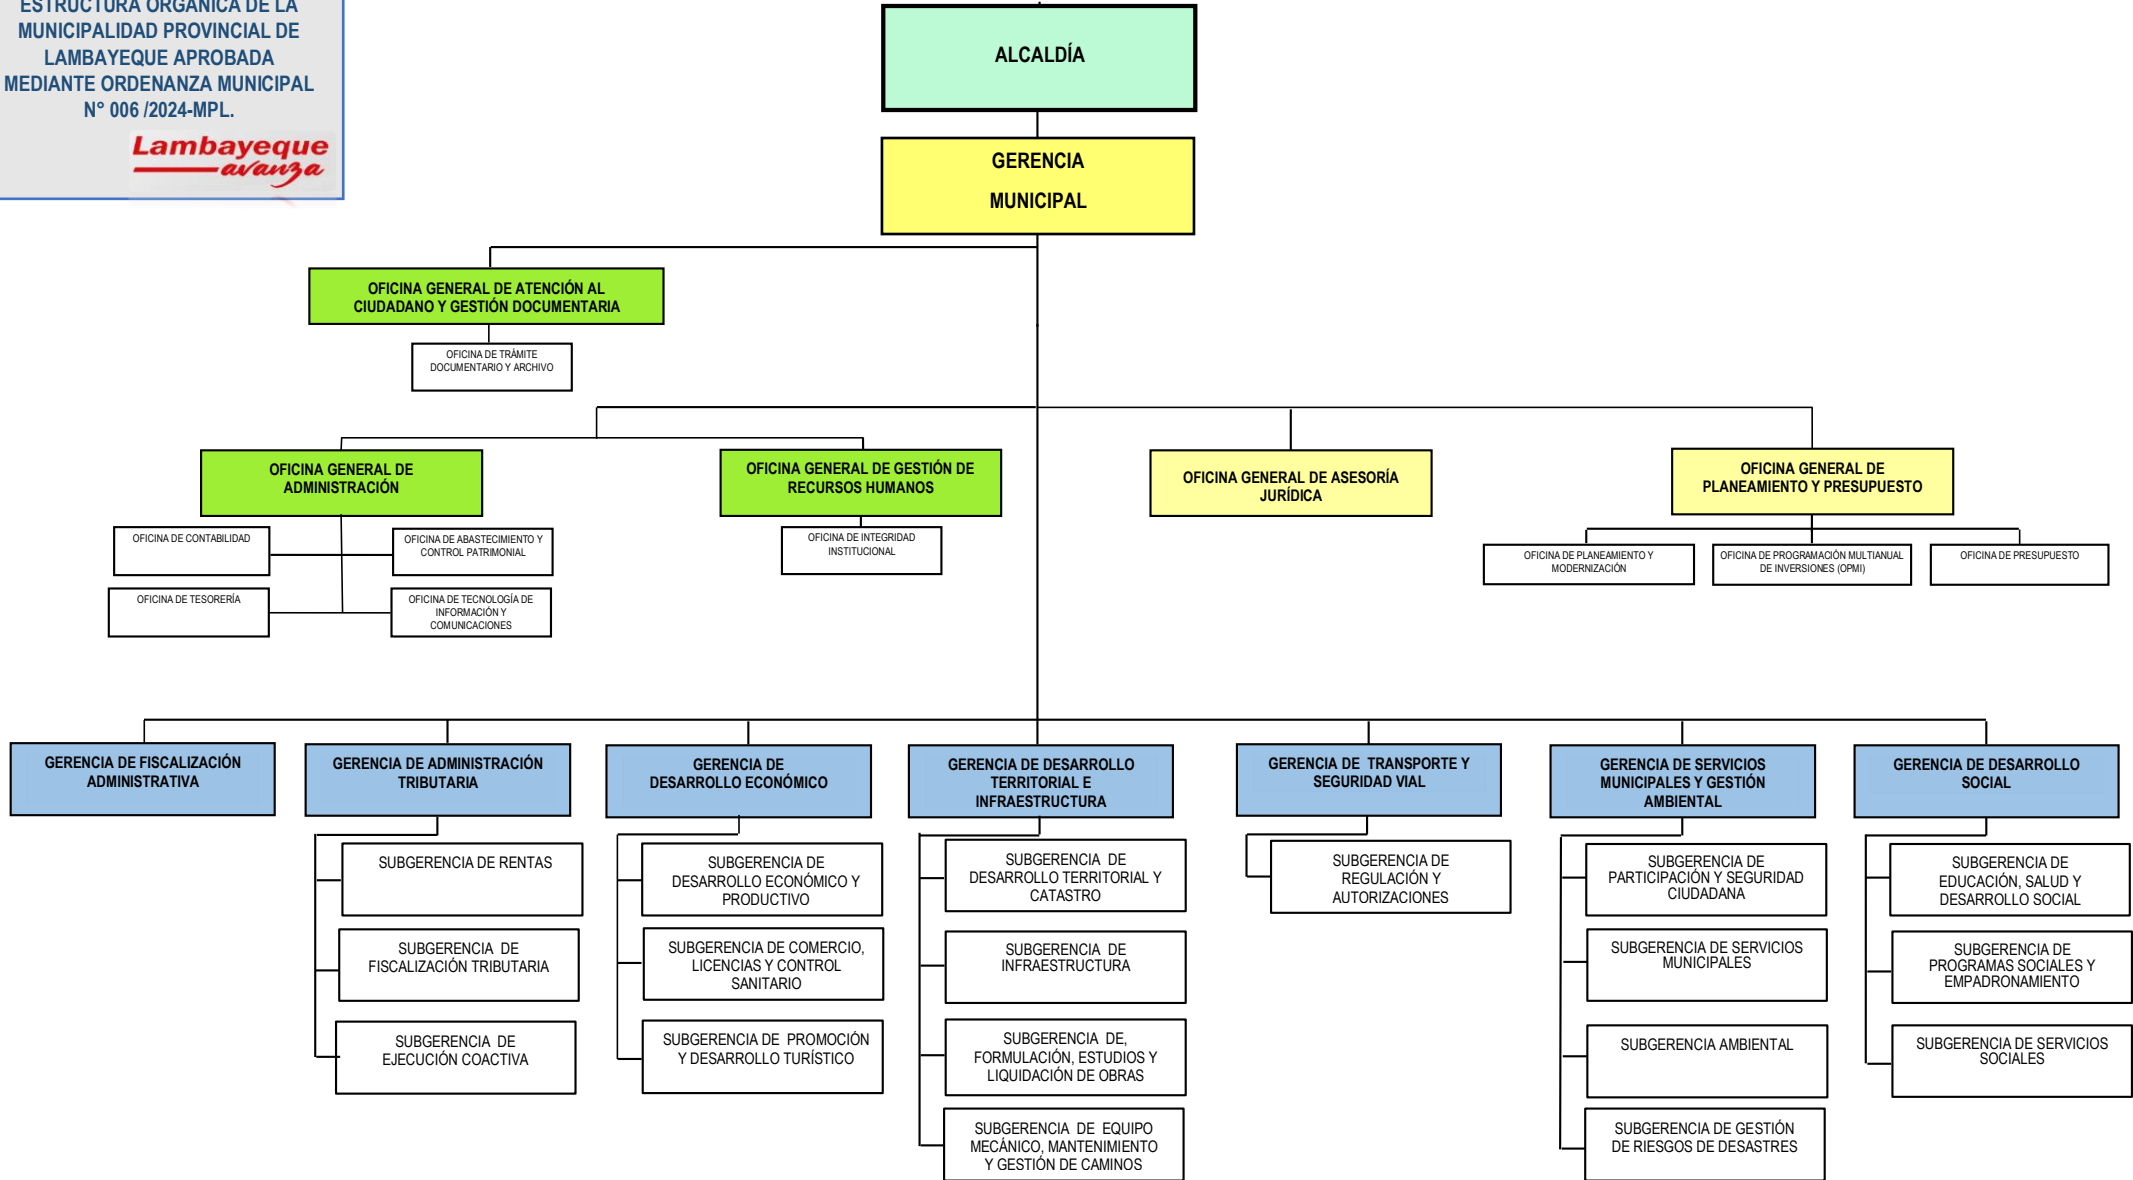 ESTRUCTURA ORGÁNICA DE LA
MUNICIPALIDAD PROVINCIAL DE
LAMBAYEQUE APROBADA
MEDIANTE ORDENANZA MUNICIPAL
N° 006 /2024-MPL.
Lambayeque
avanza
ALCALDÍA
GERENCIA
MUNICIPAL
OFICINA GENERAL DE ATENCIÓN AL
CIUDADANO Y GESTIÓN DOCUMENTARIA
OFICINA DE TRÁMITE
DOCUMENTARIO Y ARCHIVO
OFICINA GENERAL DE
ADMINISTRACIÓN
OFICINA GENERAL DE GESTIÓN DE
RECURSOS HUMANOS
OFICINA GENERAL DE ASESORÍA
JURÍDICA
OFICINA GENERAL DE
PLANEAMIENTO Y PRESUPUESTO
OFICINA DE CONTABILIDAD
OFICINA DE ABASTECIMIENTO Y
CONTROL PATRIMONIAL
OFICINA DE TESORERÍA
OFICINA DE TECNOLOGÍA DE
INFORMACIÓN Y
COMUNICACIONES
OFICINA DE INTEGRIDAD
INSTITUCIONAL
OFICINA DE PLANEAMIENTO Y
MODERNIZACIÓN
OFICINA DE PROGRAMACIÓN MULTIANUAL
DE INVERSIONES (OPMI)
OFICINA DE PRESUPUESTO
GERENCIA DE FISCALIZACIÓN
ADMINISTRATIVA
GERENCIA DE ADMINISTRACIÓN
TRIBUTARIA
SUBGERENCIA DE RENTAS
SUBGERENCIA DE
FISCALIZACIÓN TRIBUTARIA
SUBGERENCIA DE
EJECUCIÓN COACTIVA
GERENCIA DE
DESARROLLO ECONÓMICO
SUBGERENCIA DE
DESARROLLO ECONÓMICO Y
PRODUCTIVO
SUBGERENCIA DE COMERCIO,
LICENCIAS Y CONTROL
SANITARIO
SUBGERENCIA DE PROMOCIÓN
Y DESARROLLO TURÍSTICO
GERENCIA DE DESARROLLO
TERRITORIAL E
INFRAESTRUCTURA
SUBGERENCIA DE
DESARROLLO TERRITORIAL Y
CATASTRO
SUBGERENCIA DE
INFRAESTRUCTURA
SUBGERENCIA DE,
FORMULACIÓN, ESTUDIOS Y
LIQUIDACIÓN DE OBRAS
SUBGERENCIA DE EQUIPO
MECÁNICO, MANTENIMIENTO
Y GESTIÓN DE CAMINOS
GERENCIA DE TRANSPORTE Y
SEGURIDAD VIAL
SUBGERENCIA DE
REGULACIÓN Y
AUTORIZACIONES
GERENCIA DE SERVICIOS
MUNICIPALES Y GESTIÓN
AMBIENTAL
SUBGERENCIA DE
PARTICIPACIÓN Y SEGURIDAD
CIUDADANA
SUBGERENCIA DE SERVICIOS
MUNICIPALES
SUBGERENCIA AMBIENTAL
SUBGERENCIA DE GESTIÓN
DE RIESGOS DE DESASTRES
GERENCIA DE DESARROLLO
SOCIAL
SUBGERENCIA DE
EDUCACIÓN, SALUD Y
DESARROLLO SOCIAL
SUBGERENCIA DE
PROGRAMAS SOCIALES Y
EMPADRONAMIENTO
SUBGERENCIA DE SERVICIOS
SOCIALES